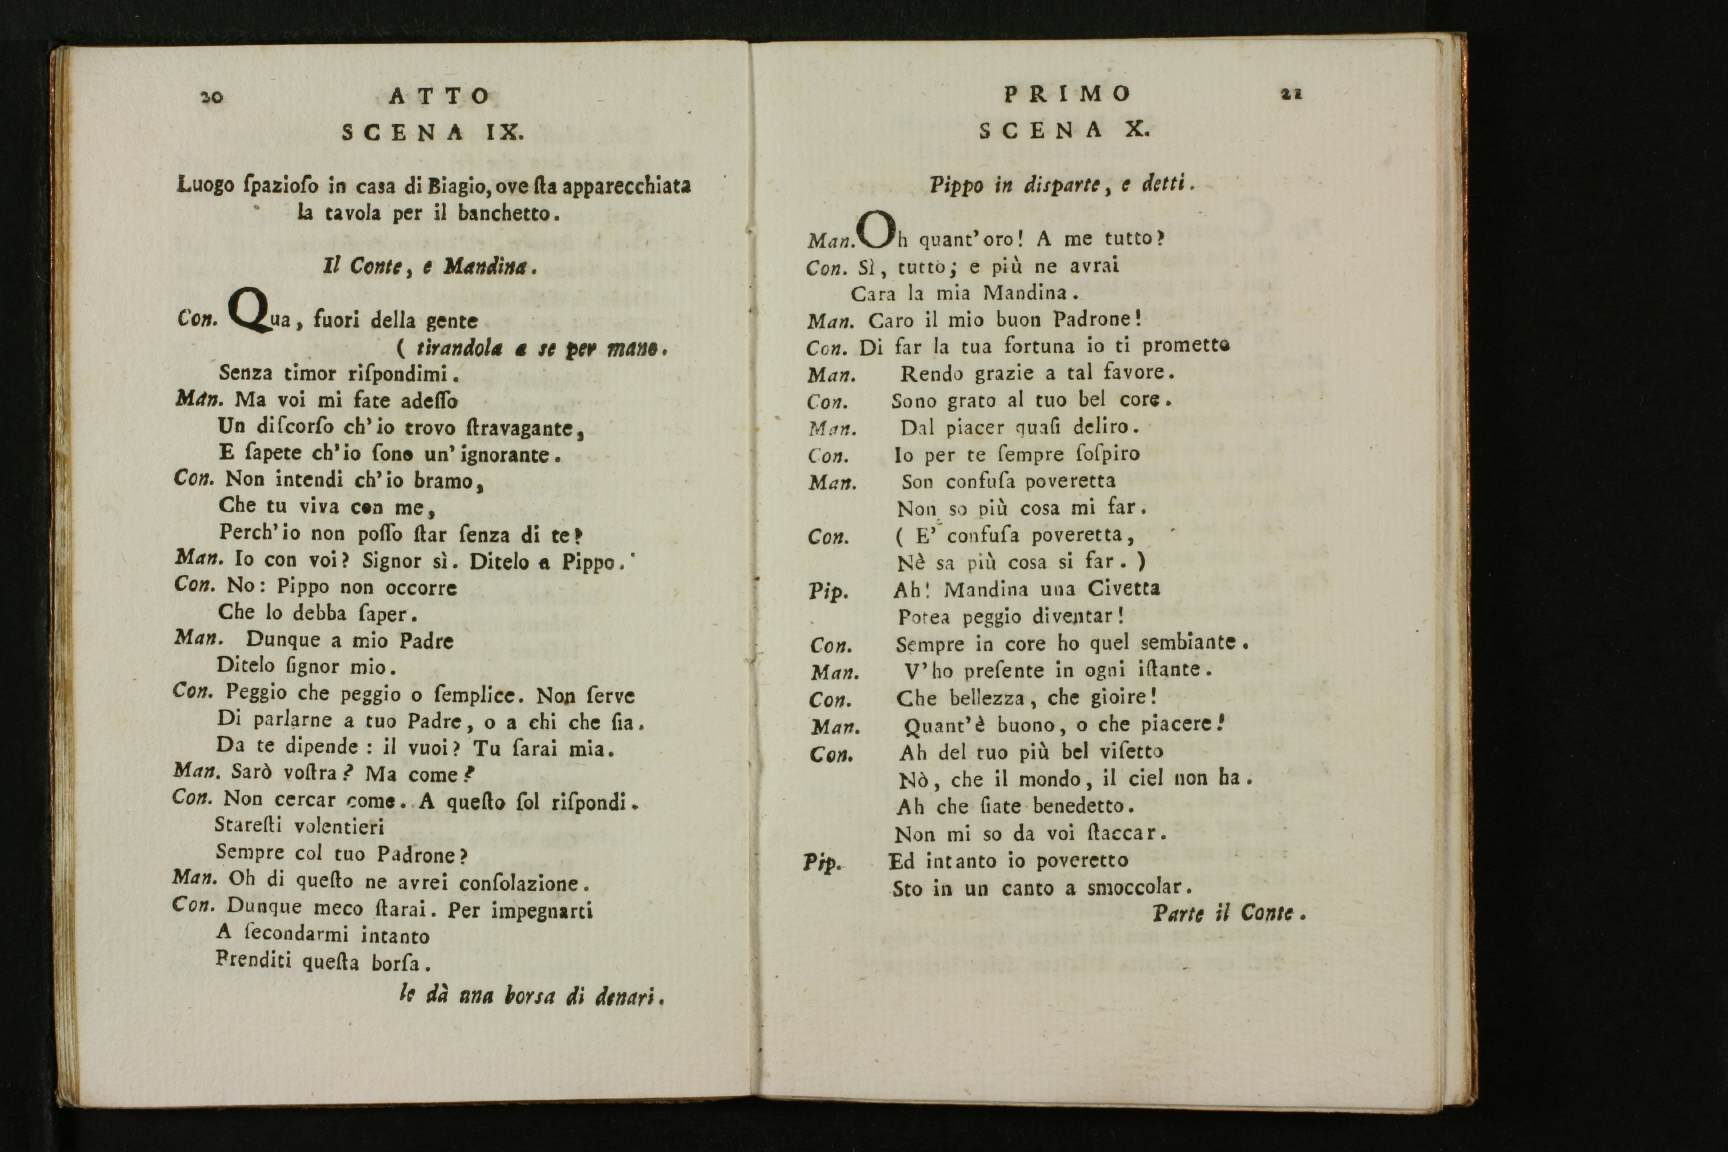 20 ATTO
SCENA IX.
Luogo ſpazioſo in casa di Biagio, ove ſta apparecchiata
la tavola per il banchetto.
Il Conte, e Mandina.
Con. Qua, fuori della gente
( tirandola a se per mano.
Senza timor riſpondimi.
Man. Ma voi mi fate adeſſo
Un diſcorſo ch'io trovo ſtravagante,
E ſapete ch'io ſono un'ignorante.
Con. Non intendi ch'io bramo,
Che tu viva con me,
Perch'io non poſſo ſtar ſenza di te?
Man. Io con voi? Signor sì. Ditelo a Pippo.
Con. No: Pippo non occorre
Che lo debba ſaper.
Man. Dunque a mio Padre
Ditelo ſignor mio.
Con. Peggio che peggio o ſemplice. Non ſerve
Di parlarne a tuo Padre, o a chi che ſia.
Da te dipende: il vuoi? Tu ſarai mia.
Man. Sarò voſtra? Ma come?
Con. Non cercar come. A queſto ſol riſpondi.
Stareſti volentieri
Sempre col tuo Padrone?
Man. Oh di queſto ne avrei conſolazione.
Con. Dunque meco ſtarai. Per impegnarti
A ſecondarmi intanto
Prenditi queſta borſa.
le dà una borsa di denari.
PRIMO 21
SCENA X.
Pippo in disparte, e detti.
Man. Oh quant'oro! A me tutto?
Con. Sì, tutto; e più ne avrai
Cara la mia Mandina.
Man. Caro il mio buon Padrone!
Con. Di far la tua fortuna io ti prometto
Man. Rendo grazie a tal favore.
Con. Sono grato al tuo bel core.
Man. Dal piacer quaſi deliro.
Con. Io per te ſempre ſoſpiro
Man. Son confuſa poveretta
Non so più cosa mi far.
Con. ( E' confuſa poveretta,
Nè sa più cosa si far. )
Pip. Ah! Mandina una Civetta
Potea peggio diventar!
Con. Sempre in core ho quel sembiante.
Man. V'ho preſente in ogni iſtante.
Con. Che bellezza, che gioire!
Man. Quant'è buono, o che piacere!
Con. Ah del tuo più bel viſetto
Nò, che il mondo, il ciel non ha.
Ah che ſiate benedetto.
Non mi so da voi ſtaccar.
Pip. Ed intanto io poveretto
Sto in un canto a smoccolar.
Parte il Conte.